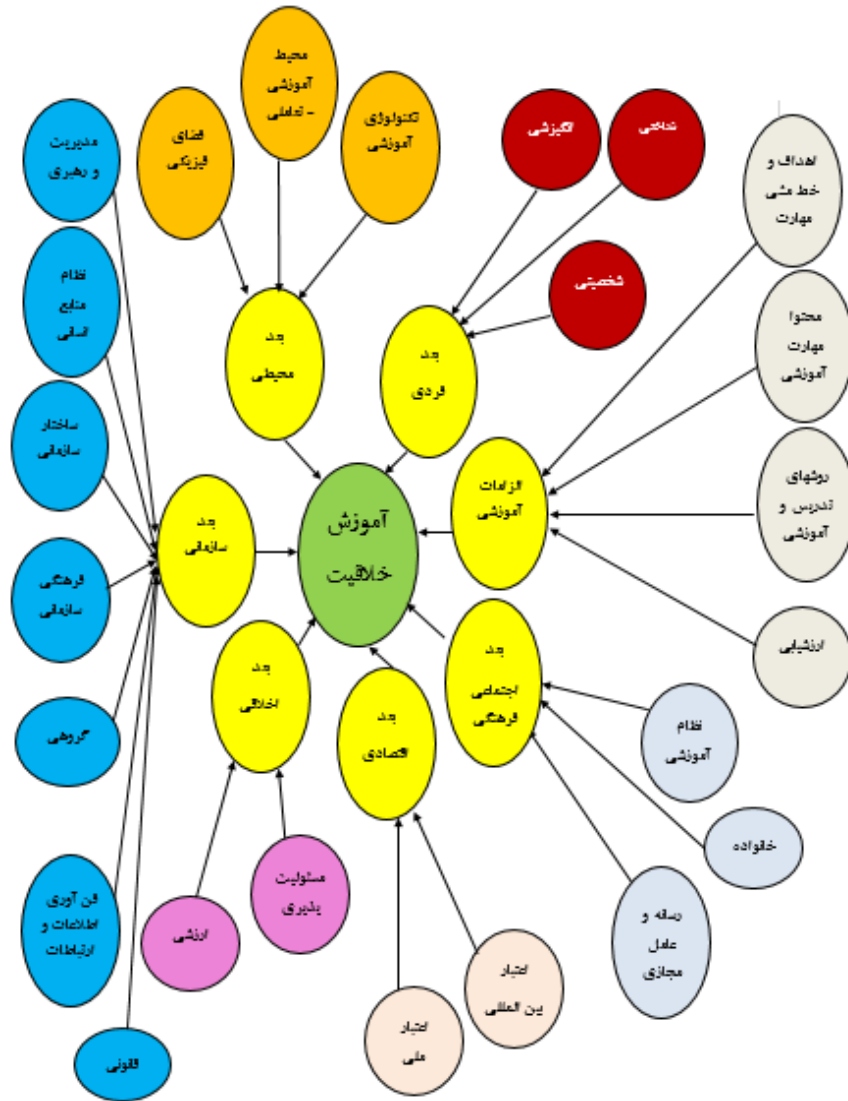 محیط
آموزشی
- تعاملی
فضای
فیزیکی
تکنولوژی
آموزشی
انگیزشی
شناختی
شخصیتی
اهداف و
خط مشی
مهارت
محتوا
مهارت
آموزشی
روشهای
تدریس و
آموزشی
ارزشیابی
مدیریت
و رهبری
نظام
منابع
انسانی
ساختار
سازمانی
فرهنگی
سازمانی
گروهی
فن آوری
اطلاعات و
ارتباطات
قانونی
بعد
محیطی
بعد
فردی
الزامات
آموزشی
بعد
سازمانی
آموزش
خلاقیت
بعد
اخلاقی
بعد
اقتصادی
بعد
اجتماعی
فرهنگی
نظام
آموزشی
خانواده
رسانه و
عامل
مجازی
مسئولیت
پذیری
ارزشی
اعتبار
بین المللی
اعتبار
ملی